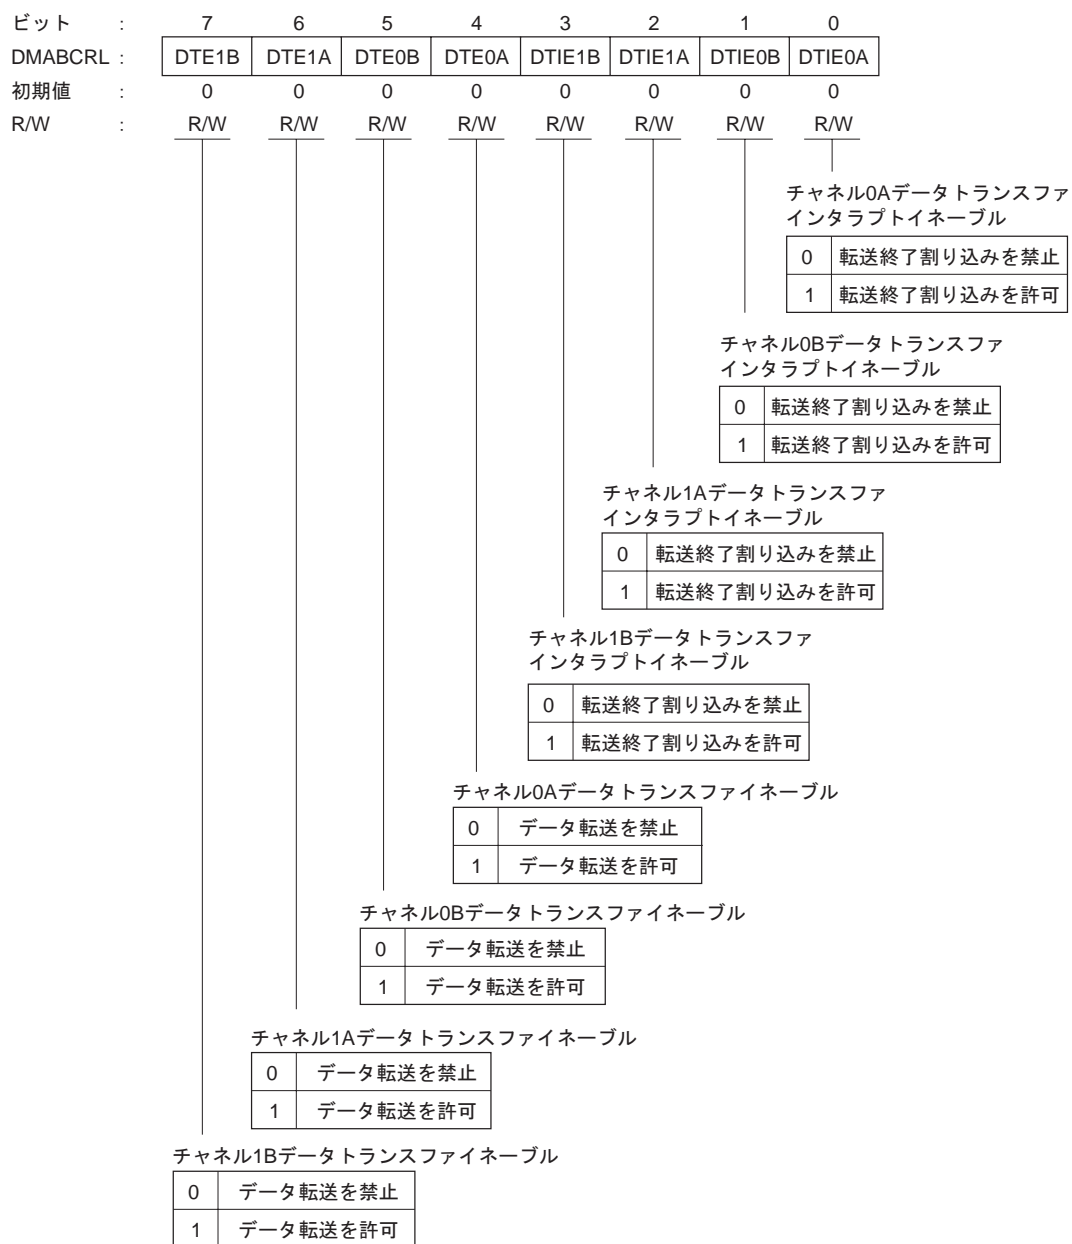 ビット : 7 6 5 4 3 2 1 0
DMABCRL : DTE1B DTE1A DTE0B DTE0A DTIE1B DTIE1A DTIE0B DTIE0A
初期値 : 0 0 0 0 0 0 0 0
R/W : R/W R/W R/W R/W R/W R/W R/W R/W
チャネル0Aデータトランスファ
インタラプトイネーブル
0 転送終了割り込みを禁止
1 転送終了割り込みを許可
チャネル0Bデータトランスファ
インタラプトイネーブル
0 転送終了割り込みを禁止
1 転送終了割り込みを許可
チャネル1Aデータトランスファ
インタラプトイネーブル
0 転送終了割り込みを禁止
1 転送終了割り込みを許可
チャネル1Bデータトランスファ
インタラプトイネーブル
0 転送終了割り込みを禁止
1 転送終了割り込みを許可
チャネル0Aデータトランスファイネーブル
0 データ転送を禁止
1 データ転送を許可
チャネル0Bデータトランスファイネーブル
0 データ転送を禁止
1 データ転送を許可
チャネル1Aデータトランスファイネーブル
0 データ転送を禁止
1 データ転送を許可
チャネル1Bデータトランスファイネーブル
0 データ転送を禁止
1 データ転送を許可